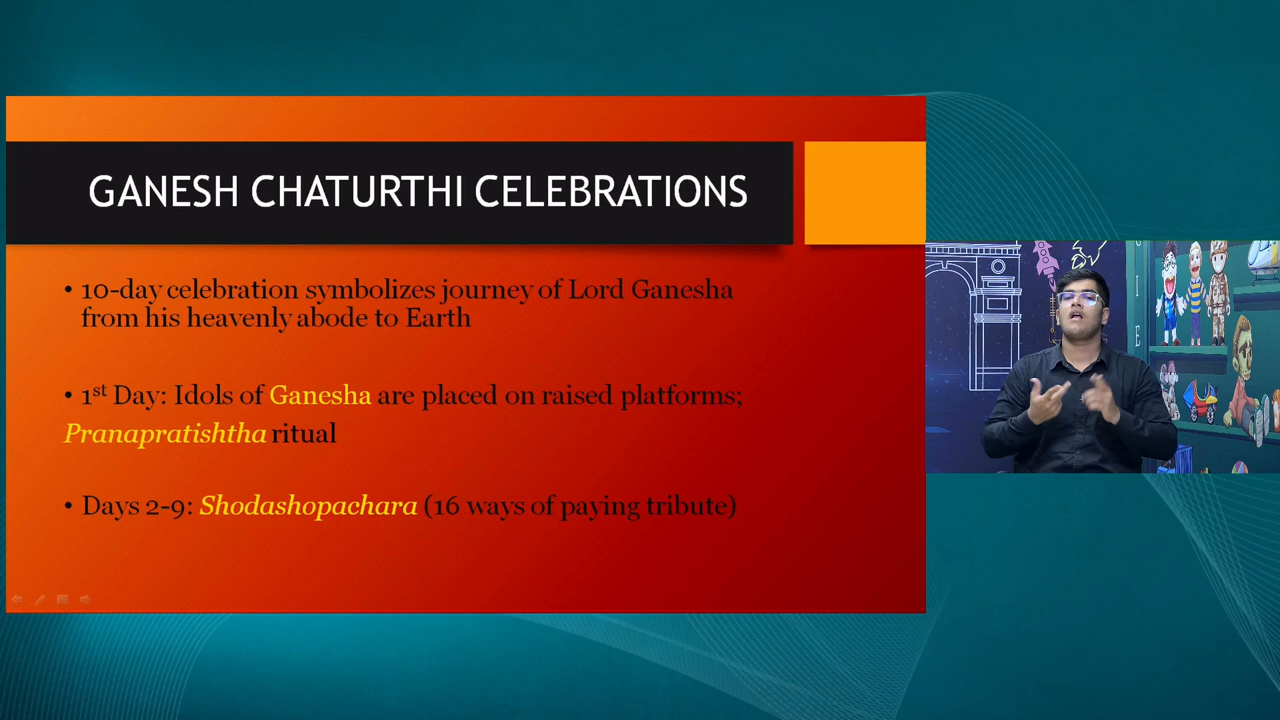 GANESH CHATURTHI CELEBRATIONS
• 10-day celebration symbolizes journey of Lord Ganesha
from his heavenly abode to Earth
• 1st Day: Idols of Ganesha are placed on raised platforms;
Pranapratishtha ritual
• Days 2-9: Shodashopachara (16 ways of paying tribute)